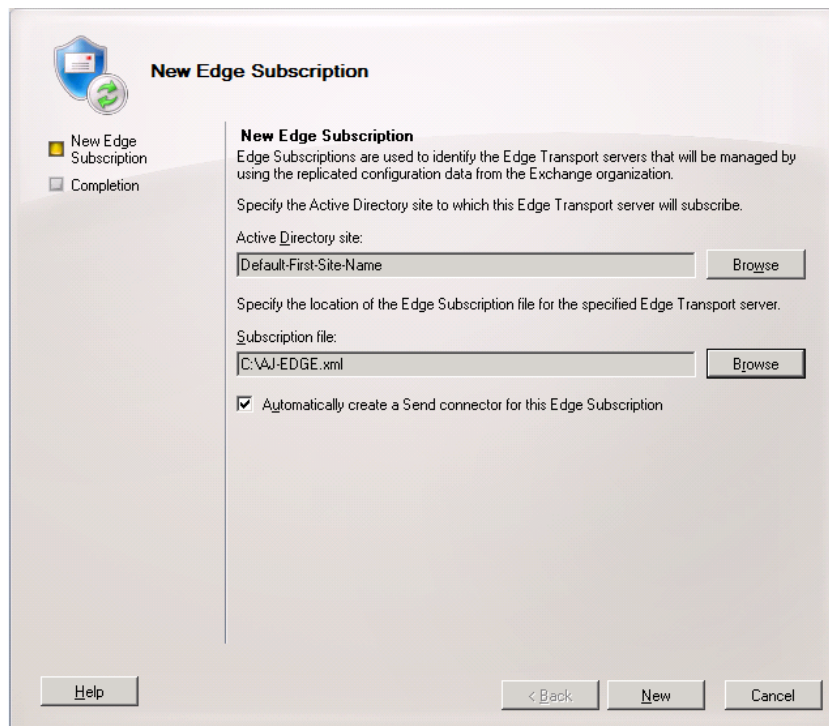 New Edge Subscription
New Edge
Subscription
Completion
New Edge Subscription
Edge Subscriptions are used to identify the Edge Transport servers that will be managed by
using the replicated configuration data from the Exchange organization.
Specify the Active Directory site to which this Edge Transport server will subscribe.
Active Directory site:
Default-First-Site-Name
Browse
Specify the location of the Edge Subscription file for the specified Edge Transport server.
Subscription file:
C:\AJ-EDGE.xml
Browse
Automatically create a Send connector for this Edge Subscription
Help
< Back
New
Cancel